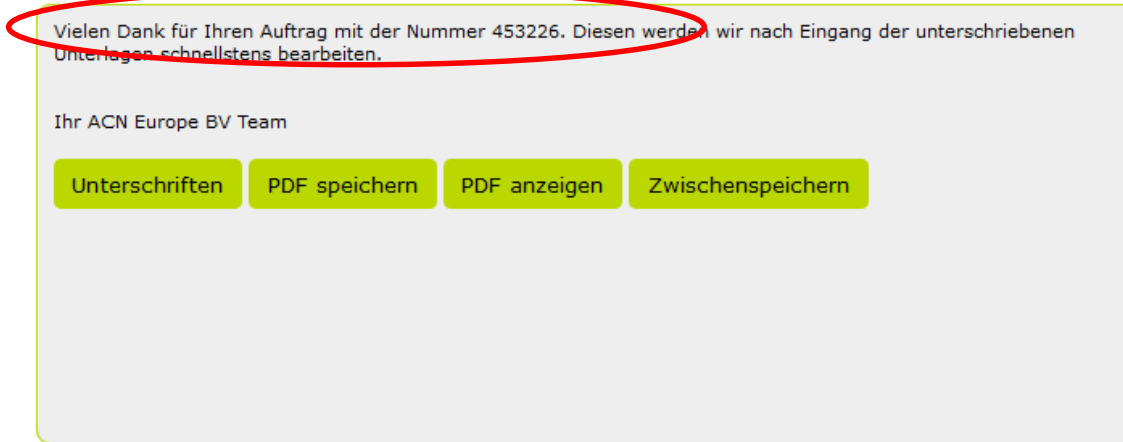 Vielen Dank für Ihren Auftrag mit der Nummer 453226. Diesen werden wir nach Eingang der unterschriebenen
Unterlagen schnellstens bearbeiten.
Ihr ACN Europe BV Team
Unterschriften PDF speichern PDF anzeigen Zwischenspeichern